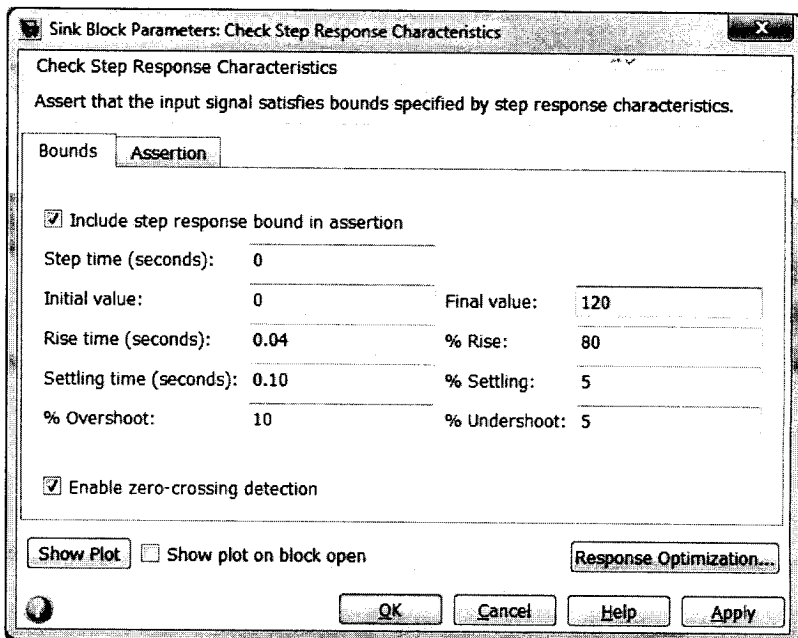 Sink Block Parameters: Check Step Response Characteristics
Check Step Response Characteristics
Assert that the input signal satisfies bounds specified by step response characteristics.
Bounds Assertion
Include step response bound in assertion
Step time (seconds): 0
Initial value: 0 Final value: 120
Rise time (seconds): 0.04 % Rise: 80
Settling time (seconds): 0.10 % Settling: 5
% Overshoot: 10 % Undershoot: 5
Enable zero-crossing detection
Show Plot Show plot on block open Response Optimization...
OK Cancel Help Apply